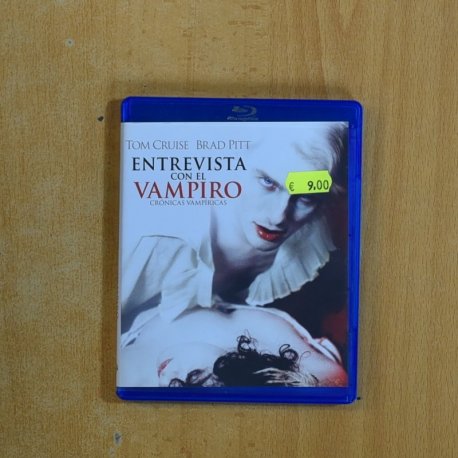 TOM CRUISE BRAD PITT
ENTREVISTA
CON EL
VAMPIRO
CRÓNICAS VAMPÍRICAS
€ 9.00